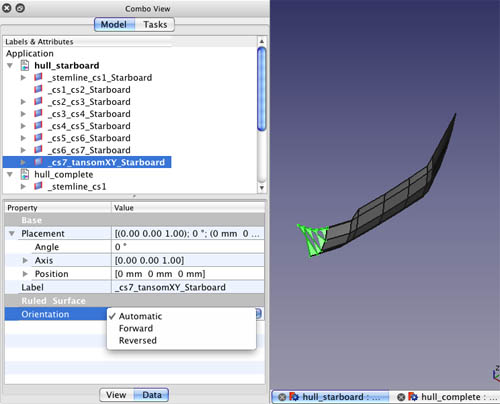 Combo View
Model Tasks
Labels & Attributes
Application
hull_starboard
_stemline_cs1_Starboard
_cs1_cs2_Starboard
_cs2_cs3_Starboard
_cs3_cs4_Starboard
_cs4_cs5_Starboard
_cs5_cs6_Starboard
_cs6_cs7_Starboard
_cs7_tansomXY_Starboard
hull_complete
_stemline_cs1
Property Value
Base
Placement [(0.00 0.00 1.00); 0 °; (0 mm 0 ...
Angle 0 °
Axis [0.00 0.00 1.00]
Position [0 mm 0 mm 0 mm]
Label _cs7_tansomXY_Starboard
Ruled Surface
Orientation
✓ Automatic
Forward
Reversed
View Data
hull_starboard : ...
hull_complete : ...